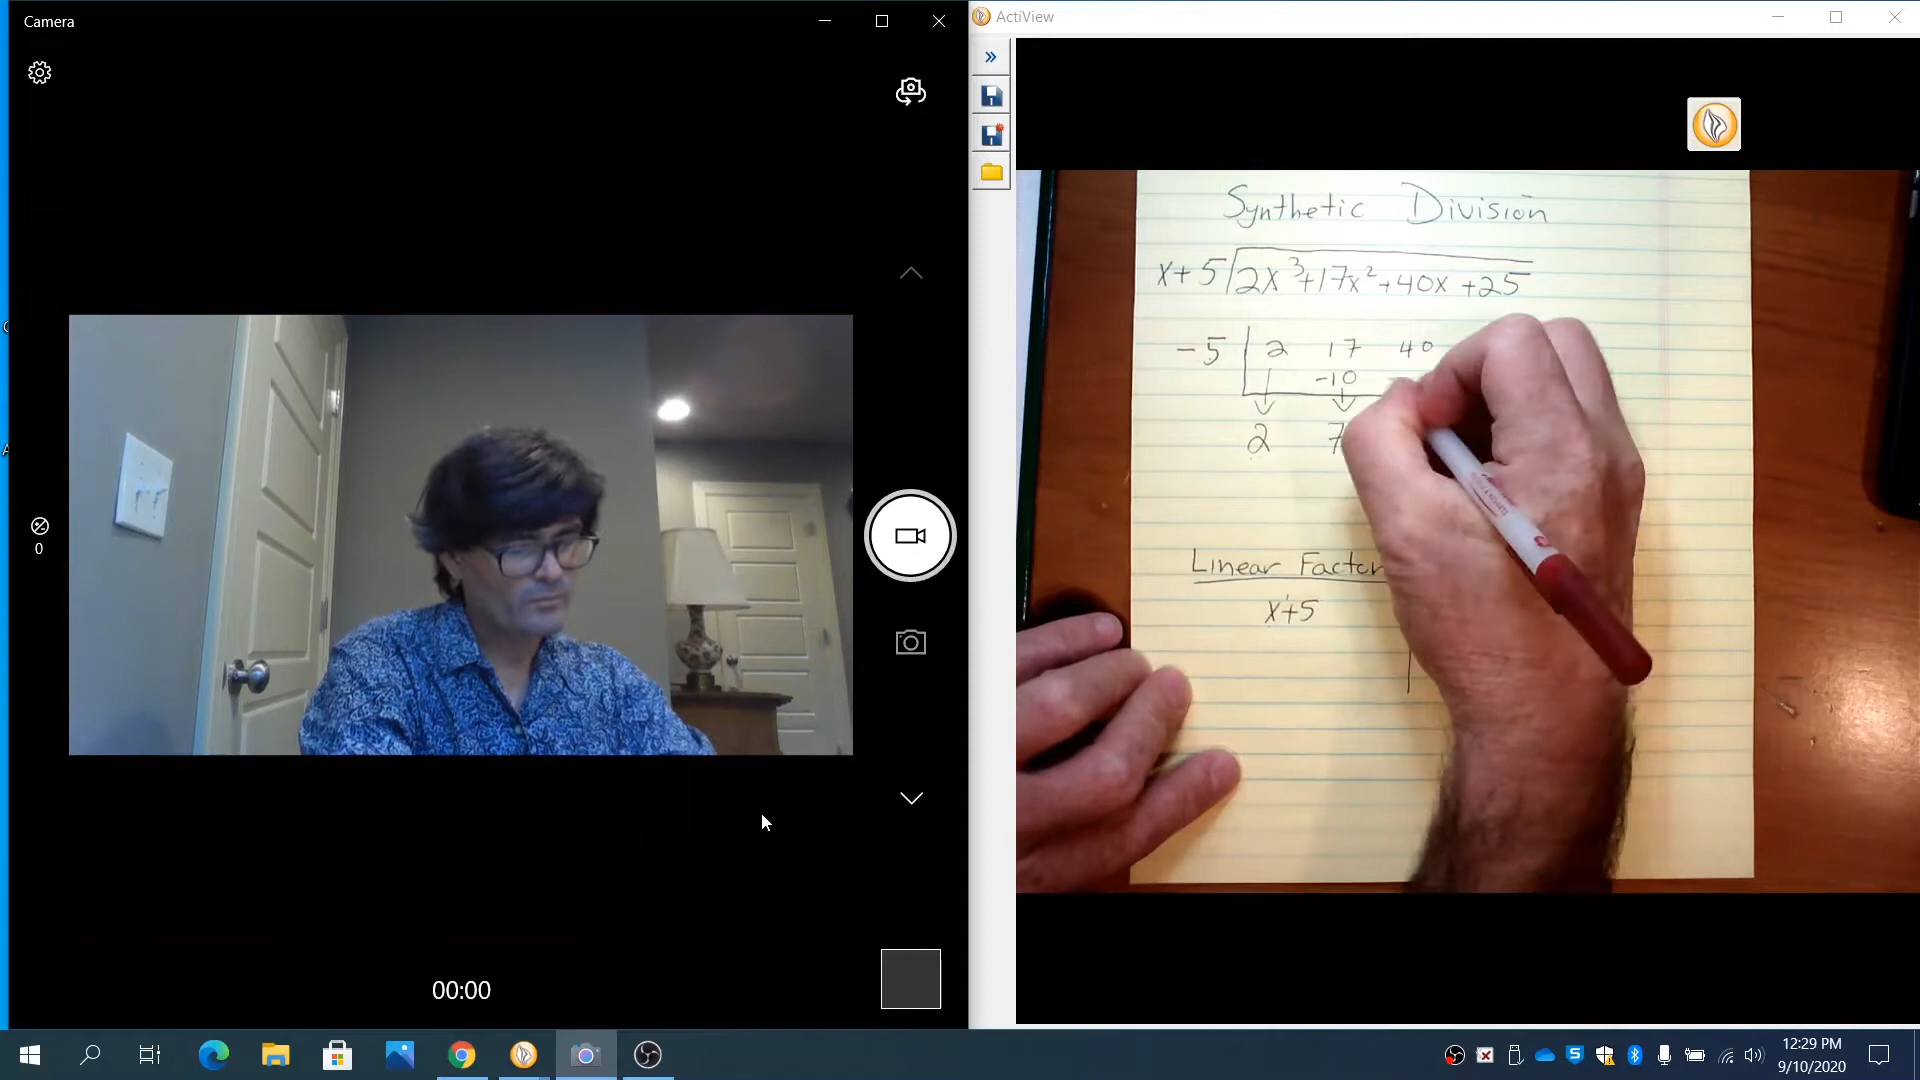 Camera
ActiView
Synthetic Division
x+5 2x³+17x²+40x+25
-5 2 17 40
-10
2 7
0
Linear Factor
x+5
00:00
12:29 PM
9/10/2020